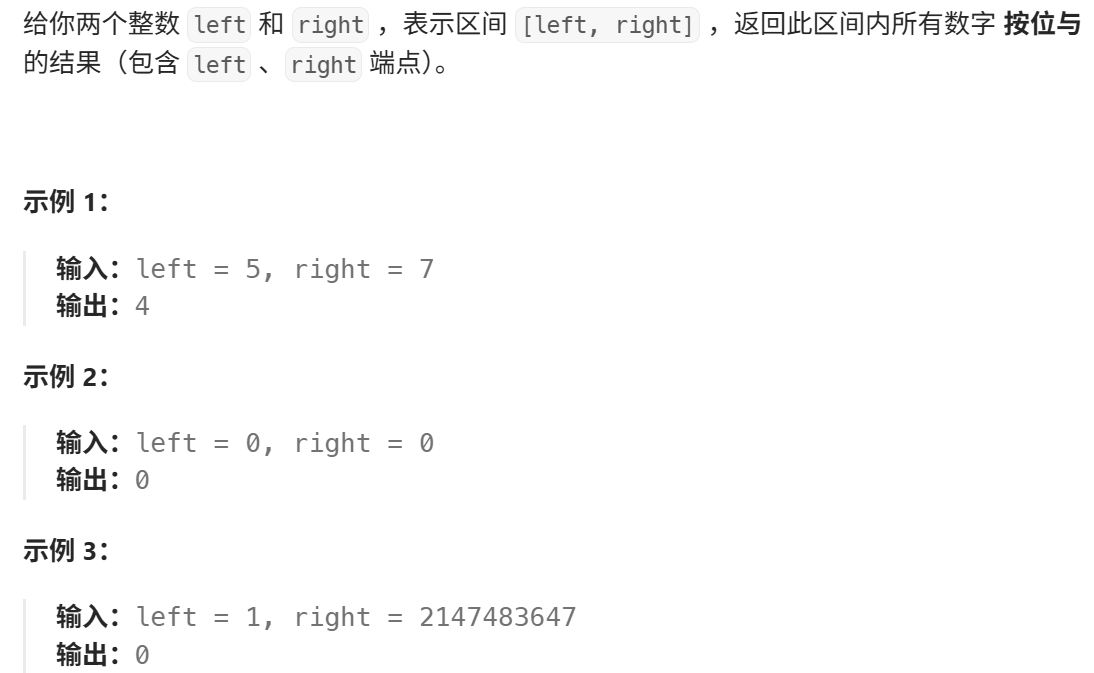 给你两个整数 left 和 right ，表示区间 [left, right] ，返回此区间内所有数字 按位与
的结果（包含 left 、right 端点）。
示例 1：
输入：left = 5, right = 7
输出：4
示例 2：
输入：left = 0, right = 0
输出：0
示例 3：
输入：left = 1, right = 2147483647
输出：0